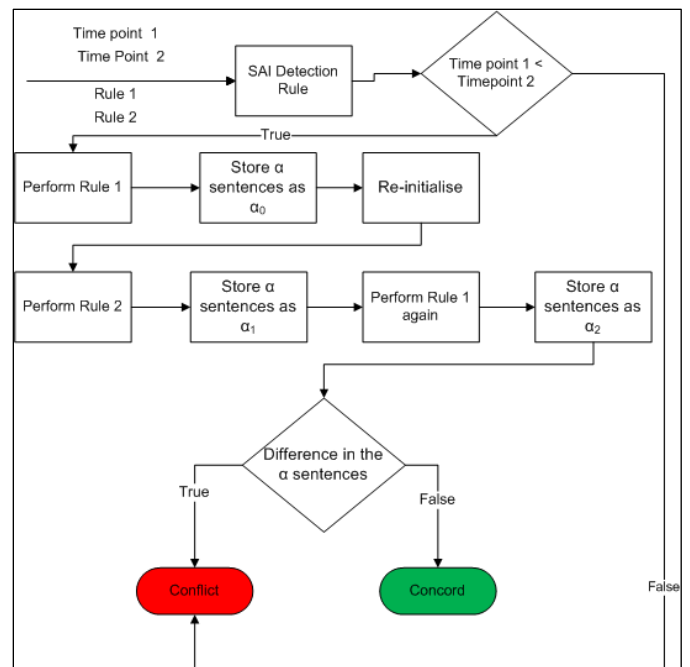 Time point 1
Time Point 2
Rule 1
Rule 2
SAI Detection
Rule
Time point 1 <
Timepoint 2
True
False
Perform Rule 1
Store α
sentences as
α₀
Re-initialise
Perform Rule 2
Store α
sentences as
α₁
Perform Rule 1
again
Store α
sentences as
α₂
Difference in the
α sentences
True
False
Conflict
Concord